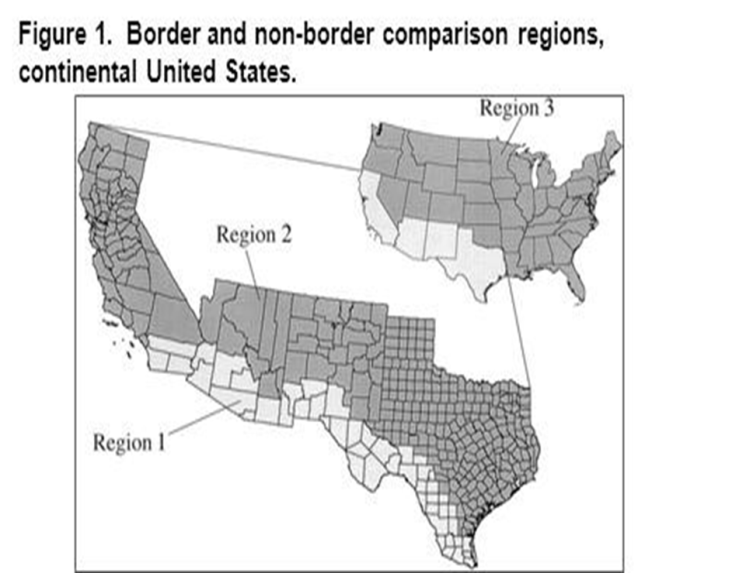 Figure 1. Border and non-border comparison regions,
continental United States.
Region 3
Region 2
Region 1